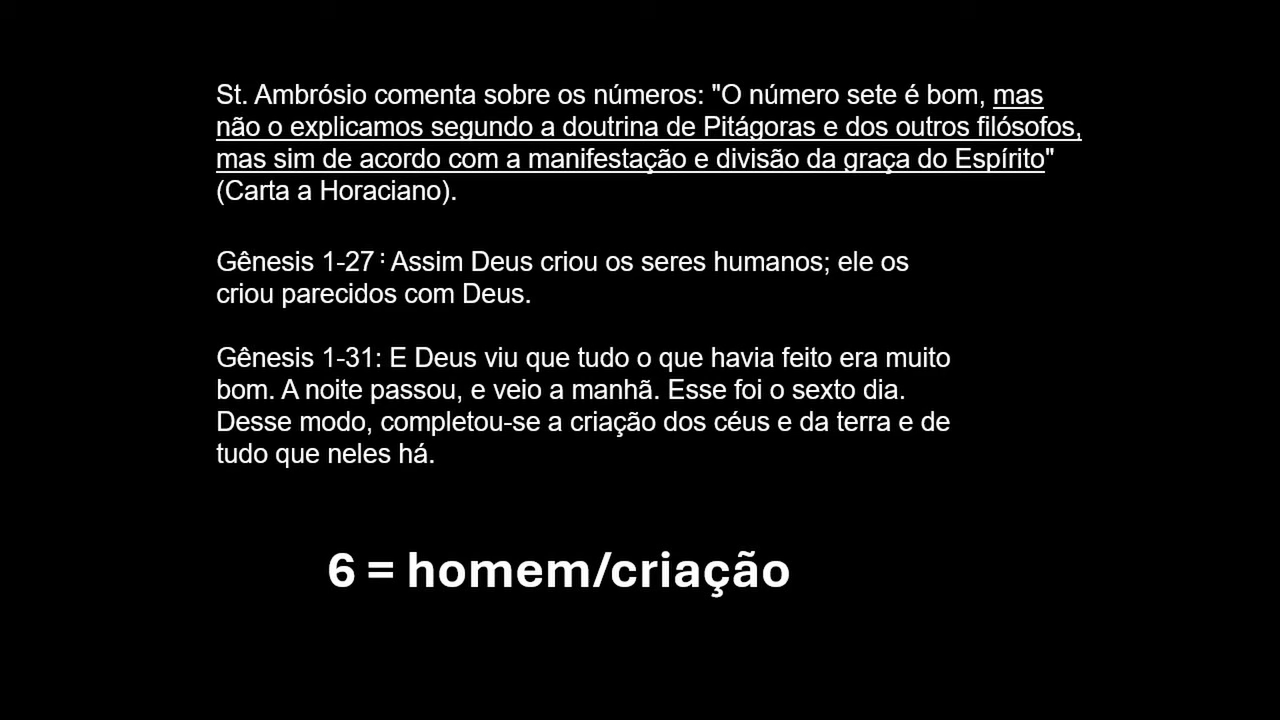 St. Ambrósio comenta sobre os números: "O número sete é bom, mas
não o explicamos segundo a doutrina de Pitágoras e dos outros filósofos,
mas sim de acordo com a manifestação e divisão da graça do Espírito"
(Carta a Horaciano).
Gênesis 1-27: Assim Deus criou os seres humanos; ele os
criou parecidos com Deus.
Gênesis 1-31: E Deus viu que tudo o que havia feito era muito
bom. A noite passou, e veio a manhã. Esse foi o sexto dia.
Desse modo, completou-se a criação dos céus e da terra e de
tudo que neles há.
6 = homem/criação